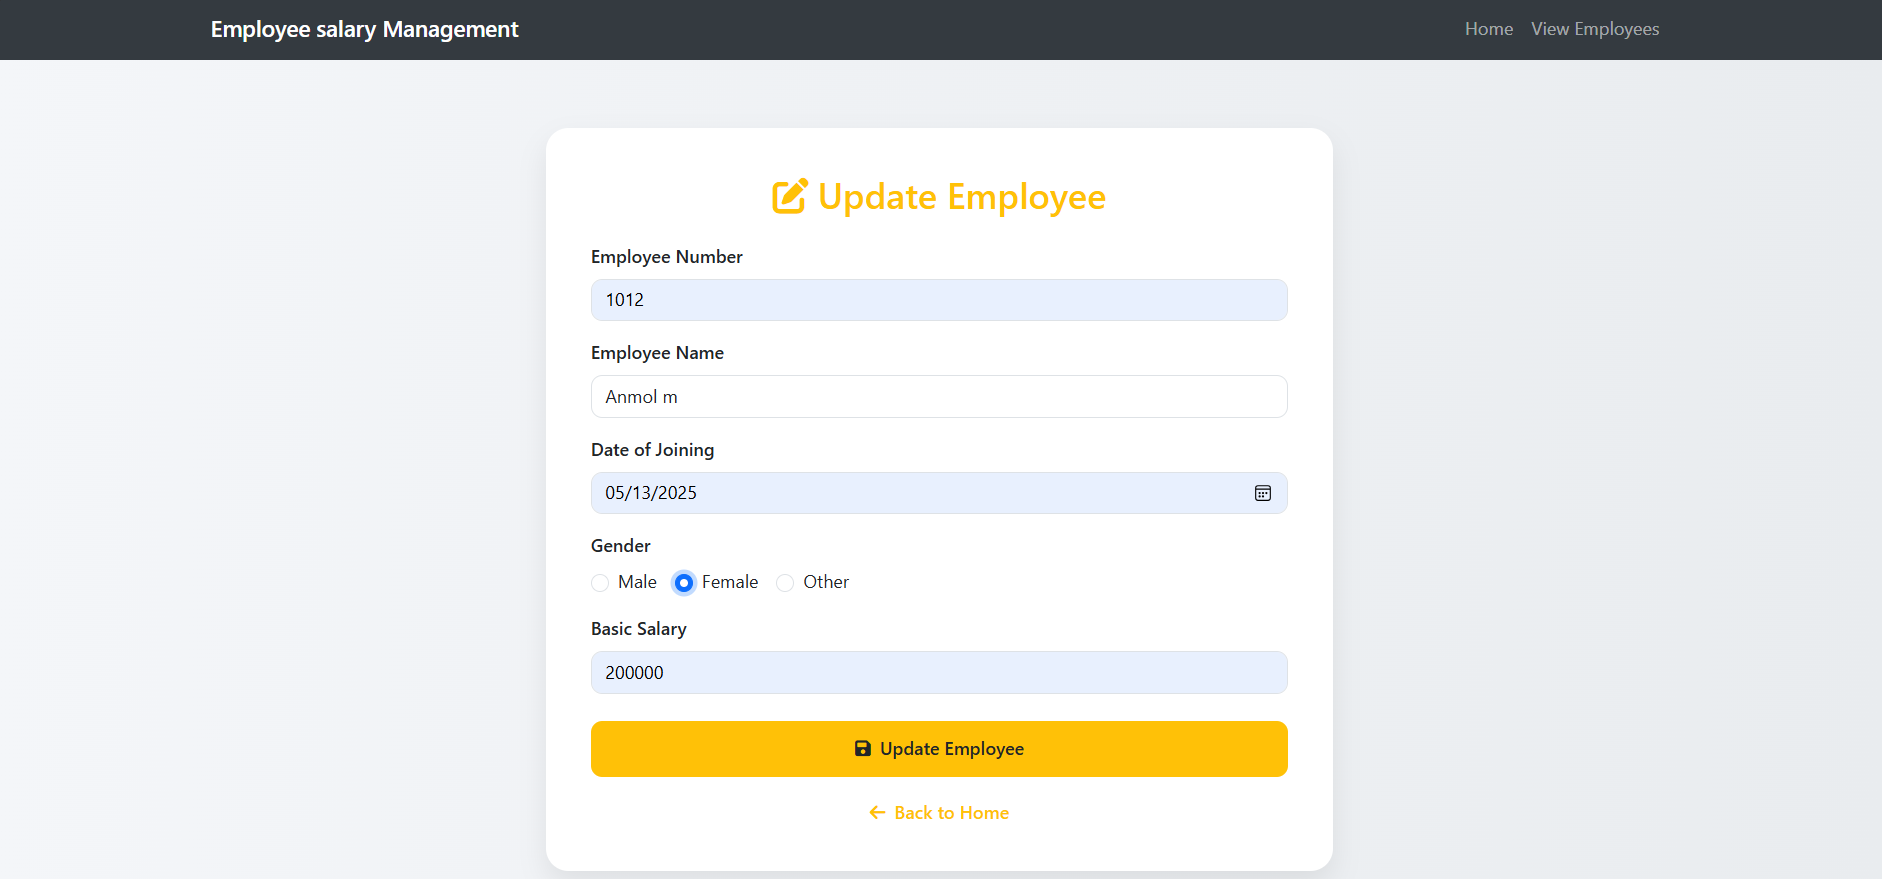 Employee salary Management Home View Employees
Update Employee
Employee Number
1012
Employee Name
Anmol m
Date of Joining
05/13/2025
Gender
Male Female Other
Basic Salary
200000
Update Employee
Back to Home